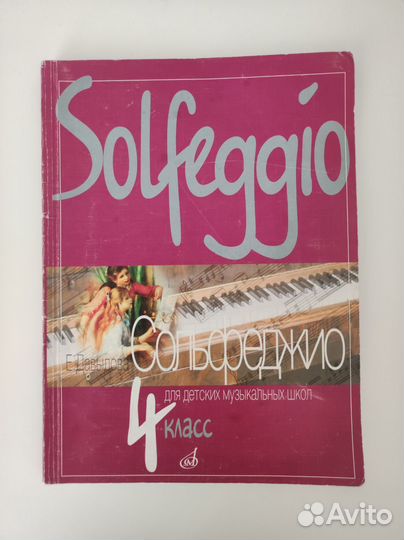 Solfeggio
Е. Давыдова
Сольфеджио
для детских музыкальных школ
4 класс
Avito